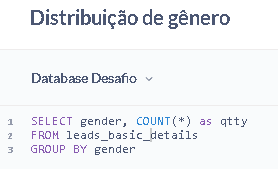 Distribuição de gênero
Database Desafio
1 SELECT gender, COUNT(*) as qtty
2 FROM leads_basic_details
3 GROUP BY gender